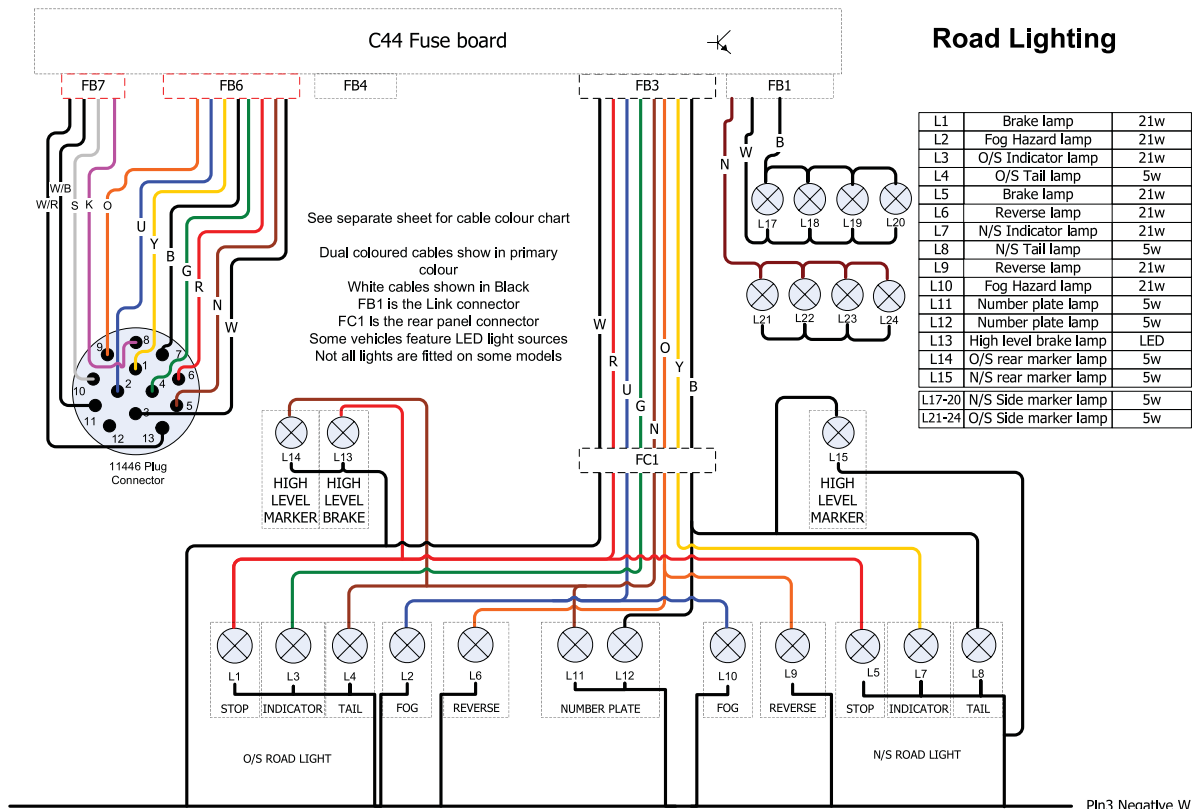 C44 Fuse board
Road Lighting
FB7
FB6
FB4
FB3
FB1
L1 Brake lamp 21w
L2 Fog Hazard lamp 21w
L3 O/S Indicator lamp 21w
L4 O/S Tail lamp 5w
L5 Brake lamp 21w
L6 Reverse lamp 21w
L7 N/S Indicator lamp 21w
L8 N/S Tail lamp 5w
L9 Reverse lamp 21w
L10 Fog Hazard lamp 21w
L11 Number plate lamp 5w
L12 Number plate lamp 5w
L13 High level brake lamp LED
L14 O/S rear marker lamp 5w
L15 N/S rear marker lamp 5w
L17-20 N/S Side marker lamp 5w
L21-24 O/S Side marker lamp 5w
N
W
B
L17
L18
L19
L20
L21
L22
L23
L24
W/B
W/R
S
K
O
U
Y
B
G
R
N
W
See separate sheet for cable colour chart
Dual coloured cables show in primary
colour
White cables shown in Black
FB1 is the Link connector
FC1 Is the rear panel connector
Some vehicles feature LED light sources
Not all lights are fitted on some models
W
R
U
G
N
O
Y
B
9
8
7
1
6
10
2
4
5
11
3
12
13
11446 Plug
Connector
FC1
L14
HIGH
LEVEL
MARKER
L13
HIGH
LEVEL
BRAKE
L15
HIGH
LEVEL
MARKER
L1
L3
L4
L2
L6
L11
L12
L10
L9
L5
L7
L8
STOP
INDICATOR
TAIL
FOG
REVERSE
NUMBER PLATE
FOG
REVERSE
STOP
INDICATOR
TAIL
O/S ROAD LIGHT
N/S ROAD LIGHT
Pin3 Negative W